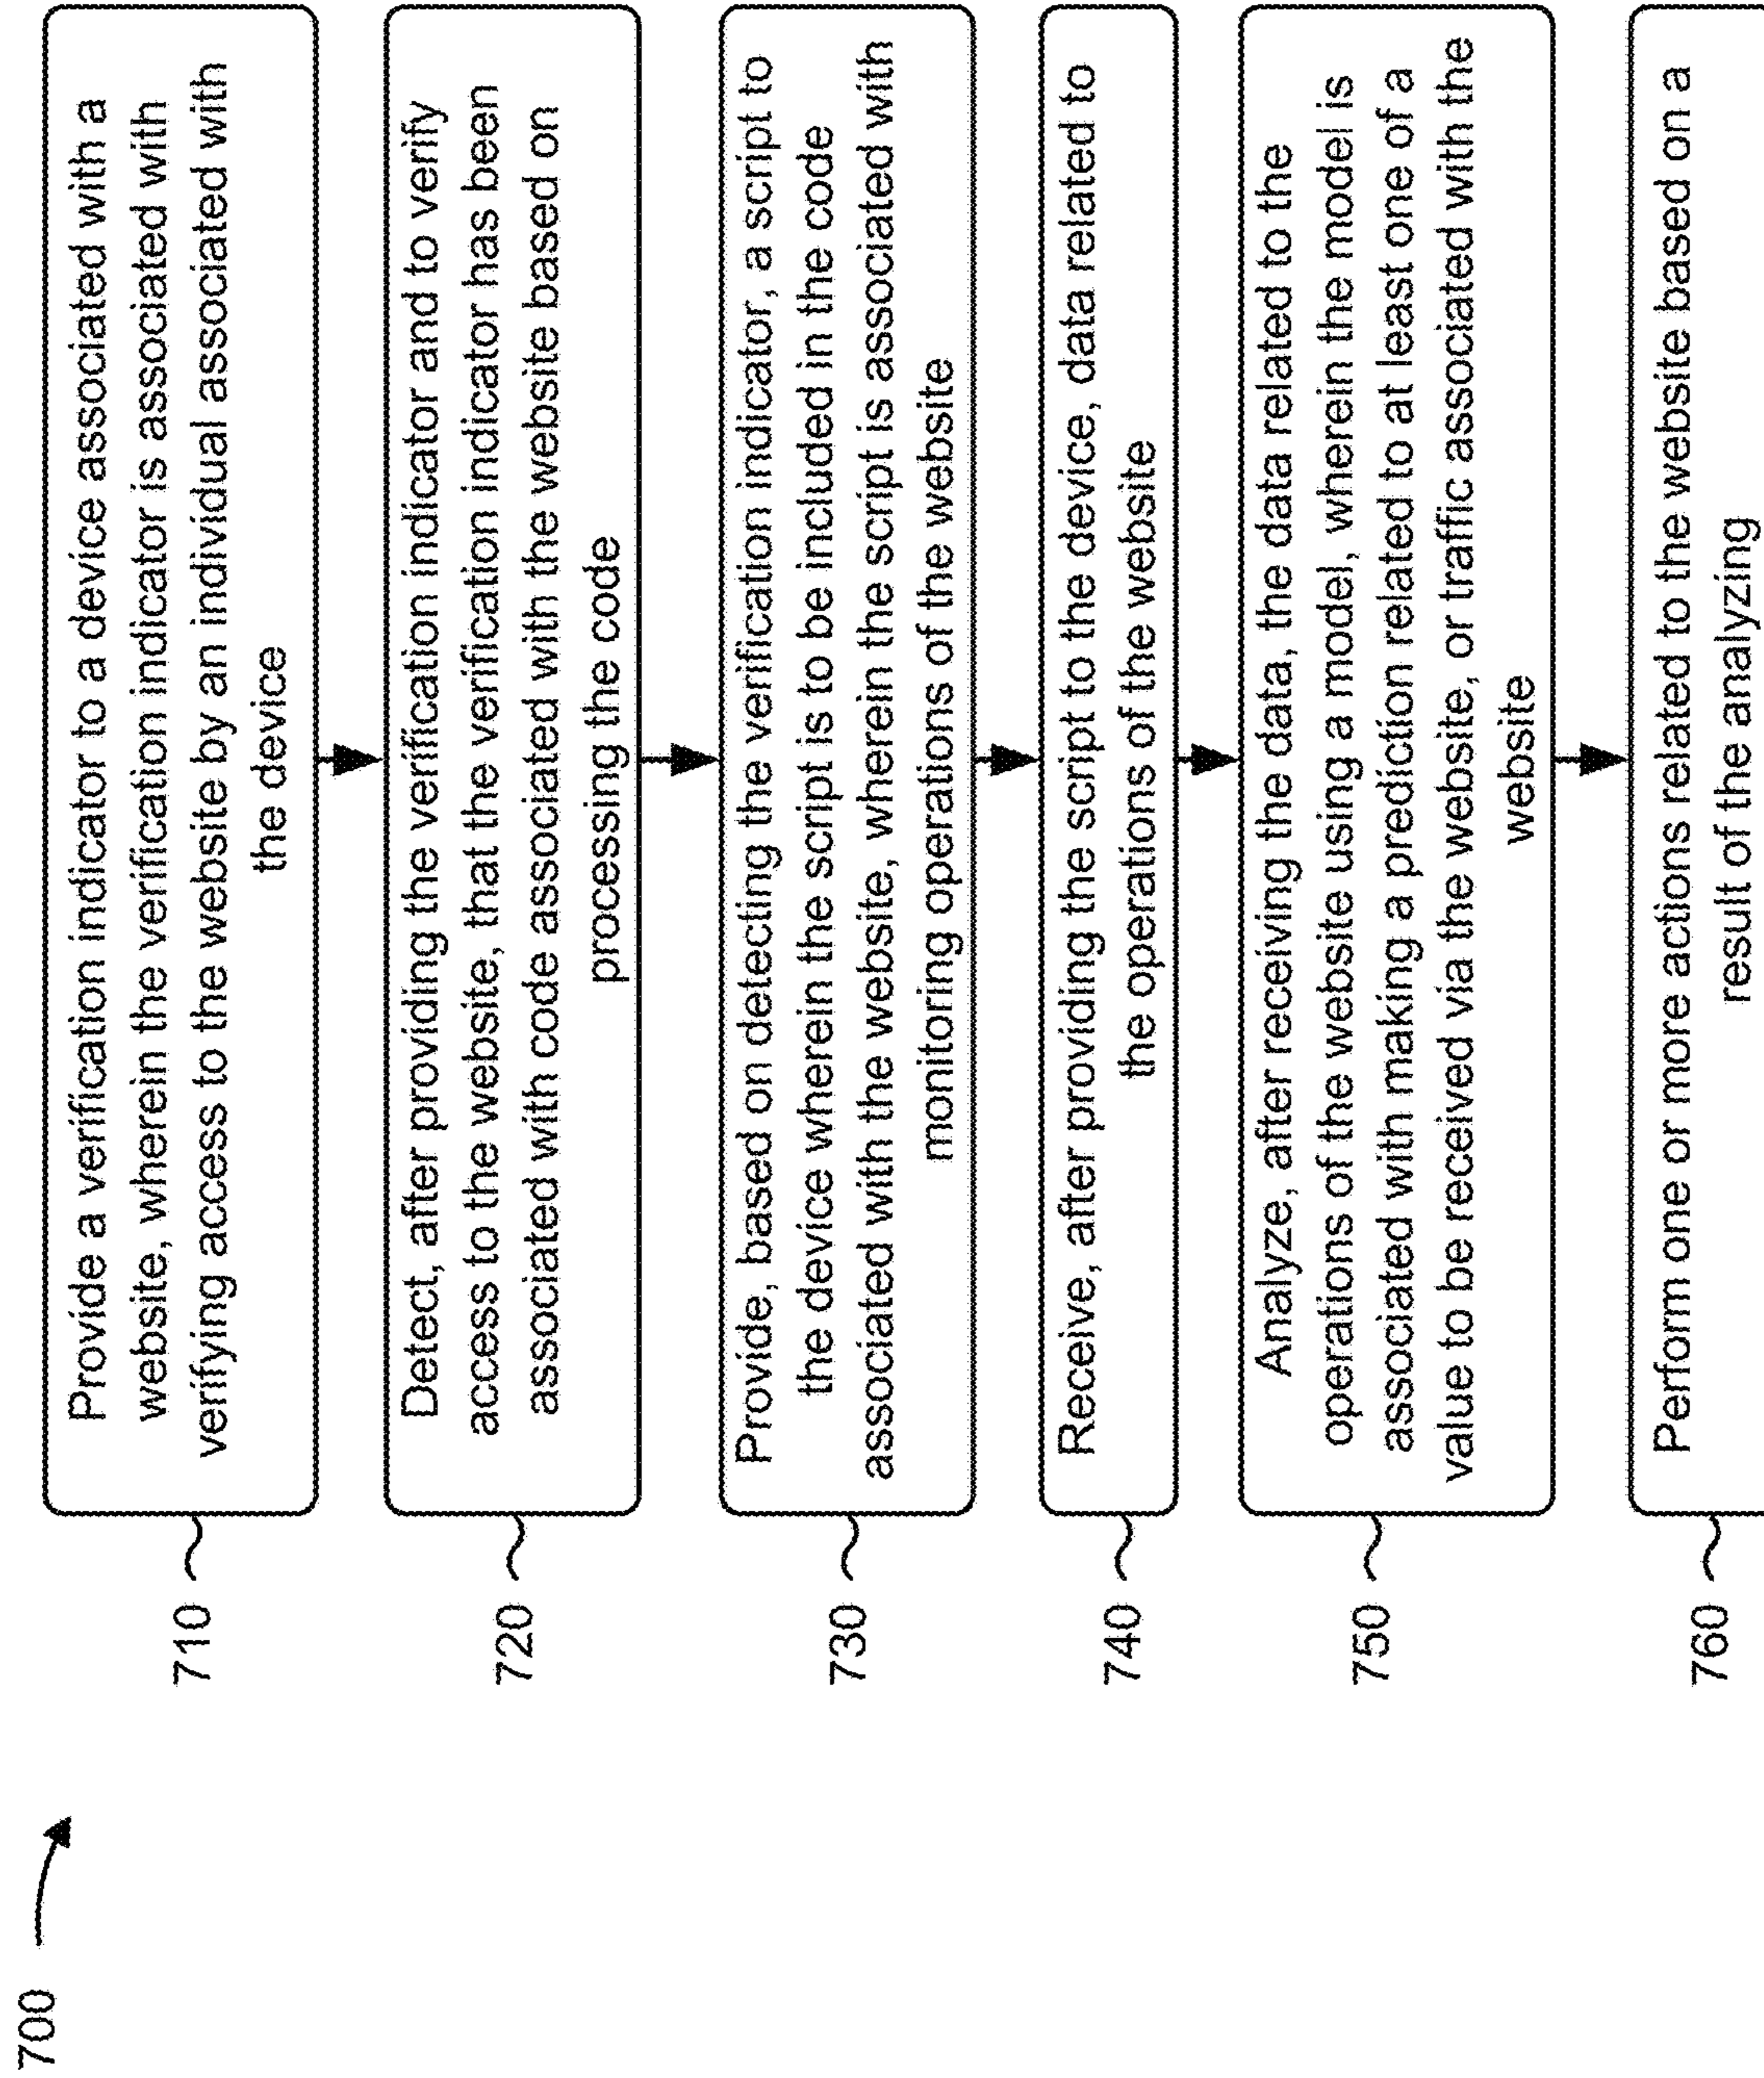 700
710
Provide a verification indicator to a device associated with a
website, wherein the verification indicator is associated with
verifying access to the website by an individual associated with
the device
720
Detect, after providing the verification indicator and to verify
access to the website, that the verification indicator has been
associated with code associated with the website based on
processing the code
730
Provide, based on detecting the verification indicator, a script to
the device wherein the script is to be included in the code
associated with the website, wherein the script is associated with
monitoring operations of the website
740
Receive, after providing the script to the device, data related to
the operations of the website
750
Analyze, after receiving the data, the data related to the
operations of the website using a model, wherein the model is
associated with making a prediction related to at least one of a
value to be received via the website, or traffic associated with the
website
760
Perform one or more actions related to the website based on a
result of the analyzing